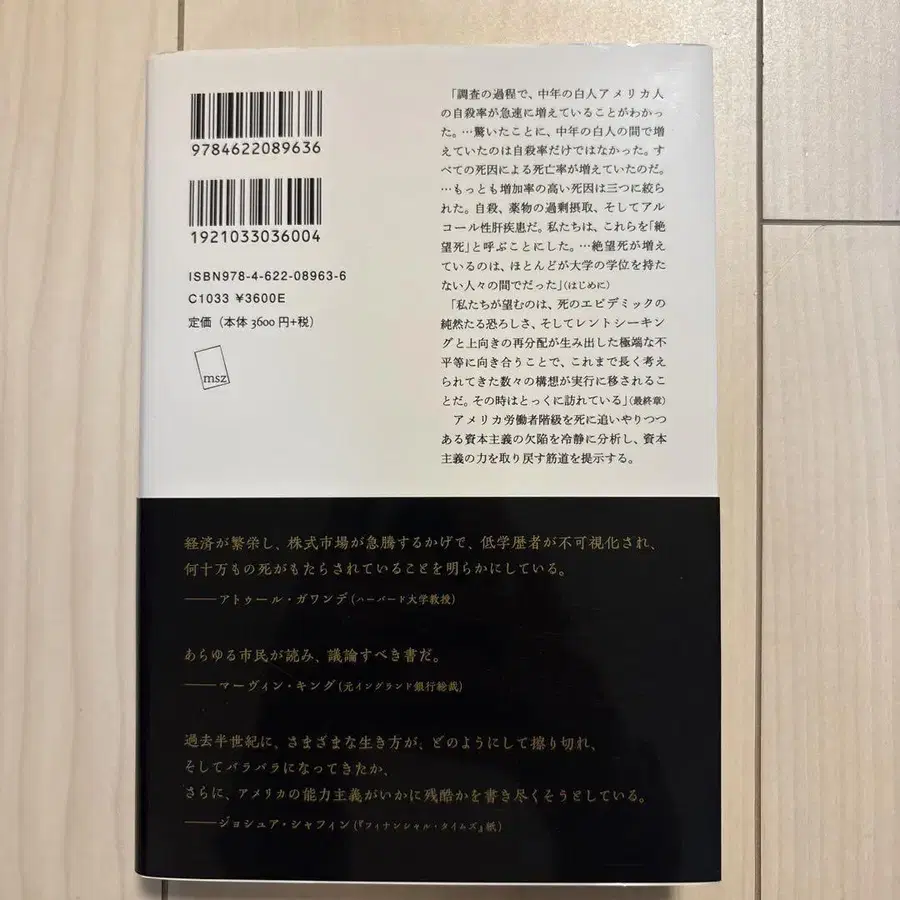 9784622089636
1921033036004
ISBN978-4-622-08963-6
C1033 ¥3600E
定価（本体3600円+税）
msz
「調査の過程で、中年の白人アメリカ人
の自殺率が急速に増えていることがわかっ
た。…驚いたことに、中年の白人の間で増
えていたのは自殺率だけではなかった。す
べての死因による死亡率が増えていたのだ。
…もっとも増加率の高い死因は三つに絞ら
れた。自殺、薬物の過剰摂取、そしてアル
コール性肝疾患だ。私たちは、これらを「絶
望死」と呼ぶことにした。…絶望死が増え
ているのは、ほとんどが大学の学位を持た
ない人々の間でだった」（はじめに）
「私たちが望むのは、死のエピデミックの
純然たる恐ろしさ、そしてレントシーキン
グと上向きの再分配が生み出した極端な不
平等に向き合うことで、これまで長く考え
られてきた数々の構想が実行に移されるこ
とだ。その時はとっくに訪れている」（最終章）
アメリカ労働者階級を死に追いやりつつ
ある資本主義の欠陥を冷静に分析し、資本
主義の力を取り戻す筋道を提示する。
経済が繁栄し、株式市場が急騰するかげで、低学歴者が不可視化され、
何十万もの死がもたらされていることを明らかにしている。
――アトゥール・ガワンデ（ハーバード大学教授）
あらゆる市民が読み、議論すべき書だ。
――マーヴィン・キング（元イングランド銀行総裁）
過去半世紀に、さまざまな生き方が、どのようにして擦り切れ、
そしてバラバラになってきたか、
さらに、アメリカの能力主義がいかに残酷かを書き尽くそうとしている。
――ジョシュア・シャフィン（『フィナンシャル・タイムズ』紙）